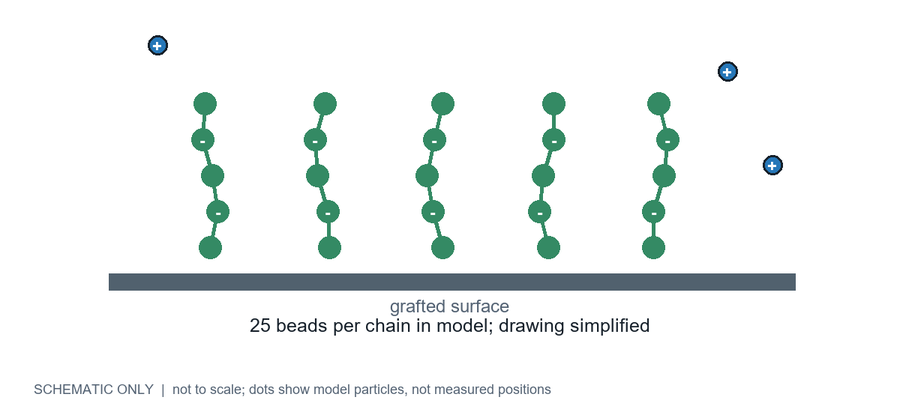 +
+
- - - - -
+
- - - - -
grafted surface
25 beads per chain in model; drawing simplified
SCHEMATIC ONLY | not to scale; dots show model particles, not measured positions